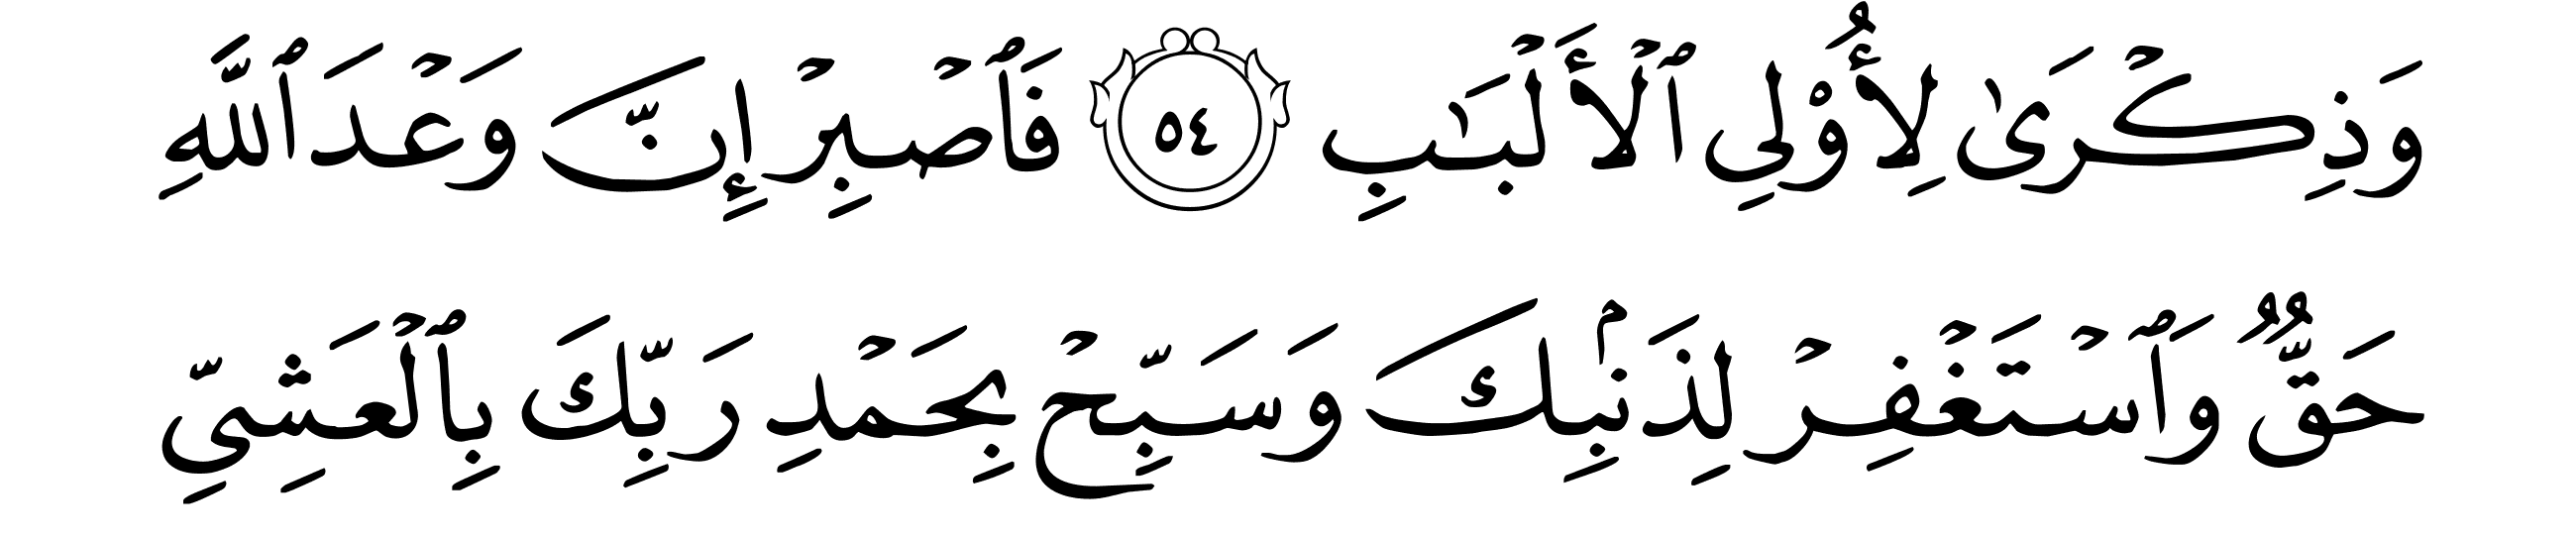 وَذِكۡرَىٰ لِأُوْلِي ٱلۡأَلۡبَٰبِ ٥٤ فَٱصۡبِرۡ إِنَّ وَعۡدَ ٱللَّهِ
حَقّٞ وَٱسۡتَغۡفِرۡ لِذَنۢبِكَ وَسَبِّحۡ بِحَمۡدِ رَبِّكَ بِٱلۡعَشِيِّ